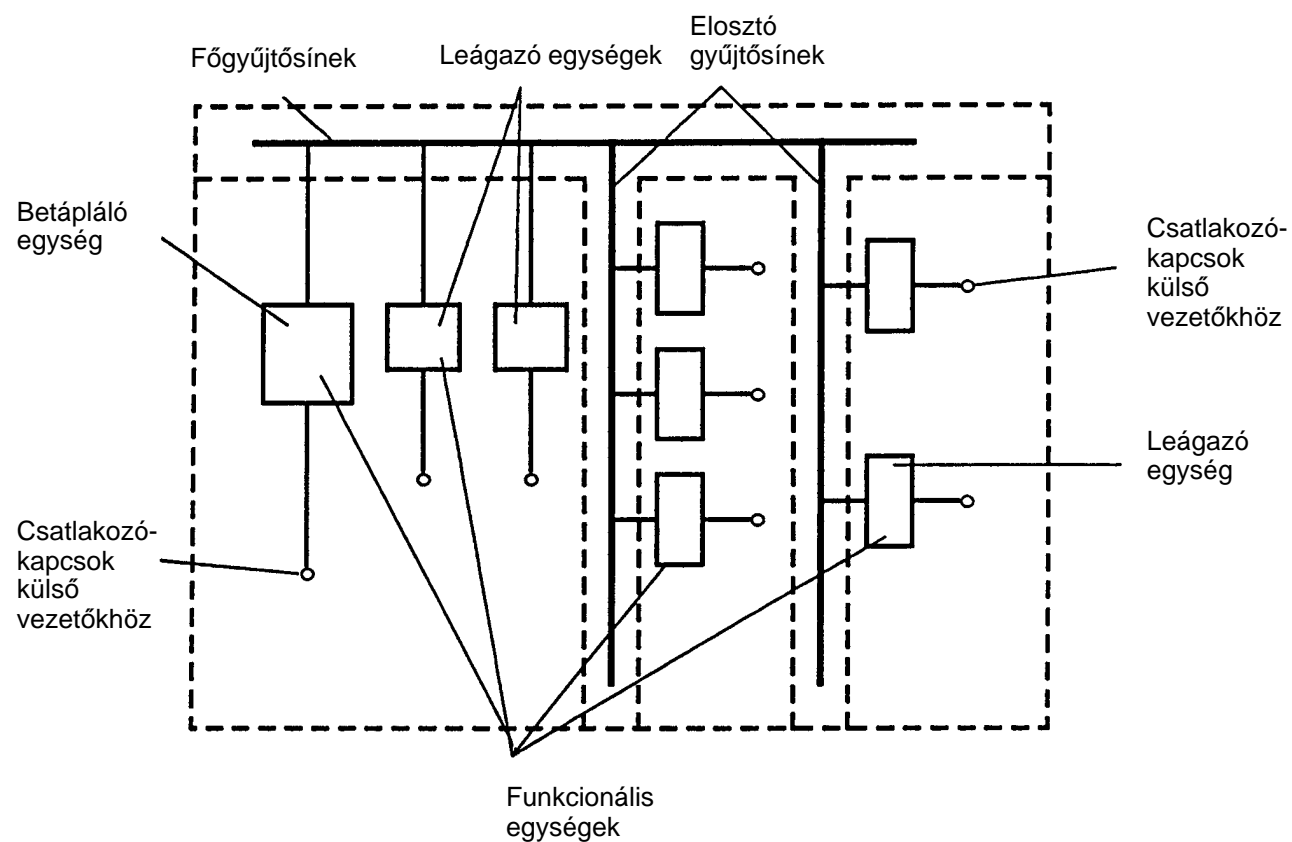 Főgyűjtősínek
Leágazó egységek
Elosztó
gyűjtősínek
Betápláló
egység
Csatlakozó-
kapcsok
külső
vezetőkhöz
Leágazó
egység
Csatlakozó-
kapcsok
külső
vezetőkhöz
Funkcionális
egységek